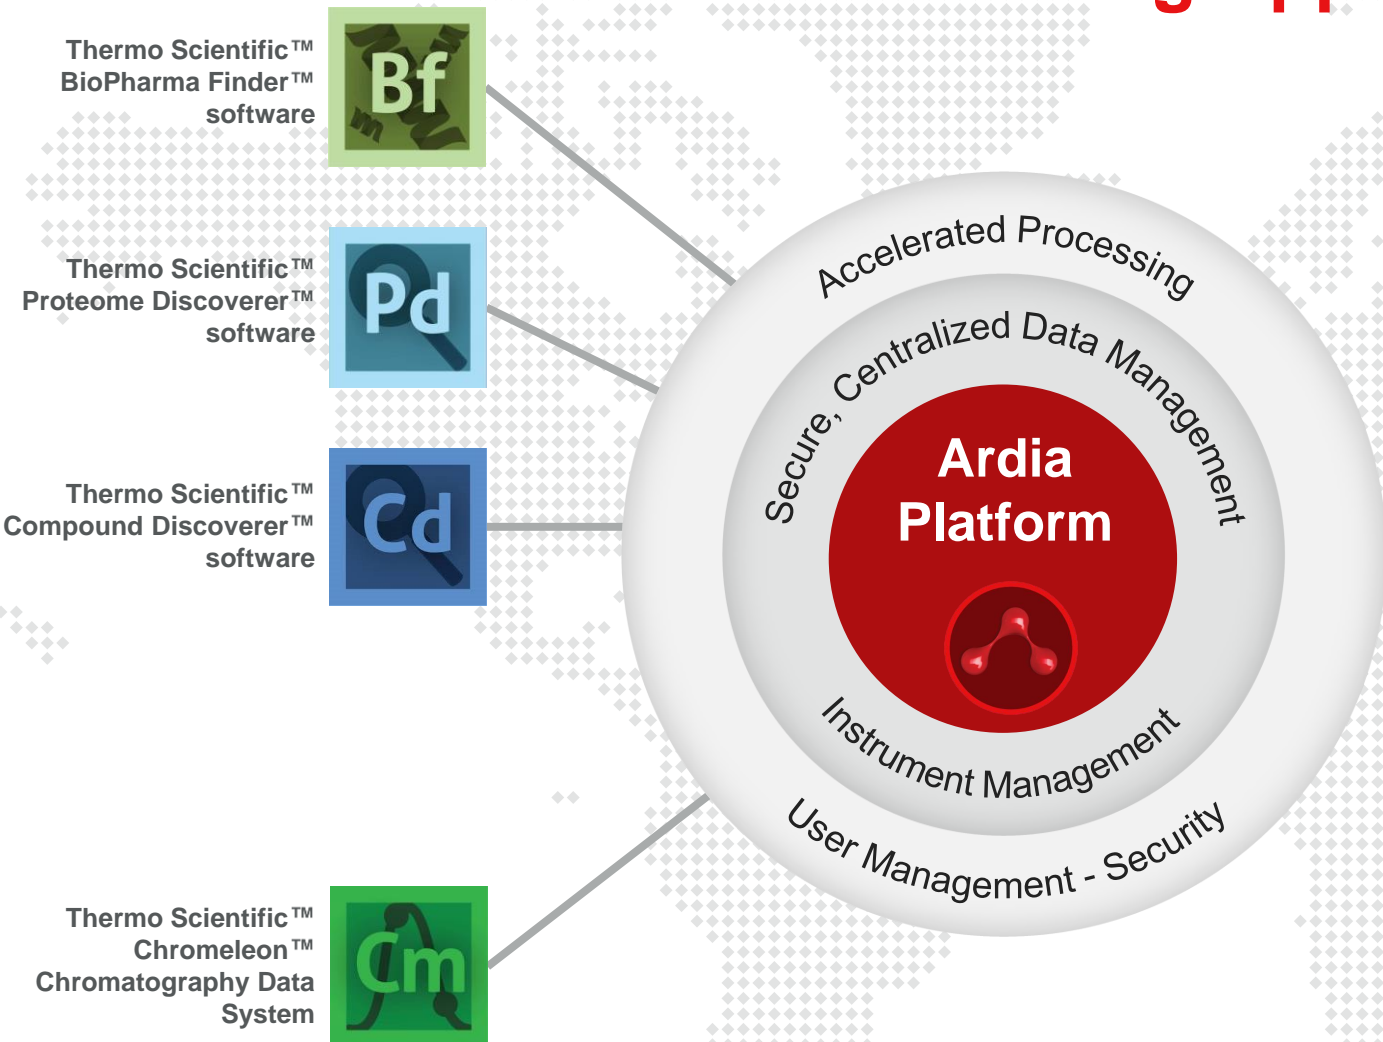 Thermo Scientific™
BioPharma Finder™
software
Bf
Thermo Scientific™
Proteome Discoverer™
software
Pd
Thermo Scientific™
Compound Discoverer™
software
Cd
Thermo Scientific™
Chromeleon™
Chromatography Data
System
Cm
Accelerated Processing
Secure, Centralized Data Management
Ardia
Platform
Instrument Management
User Management - Security